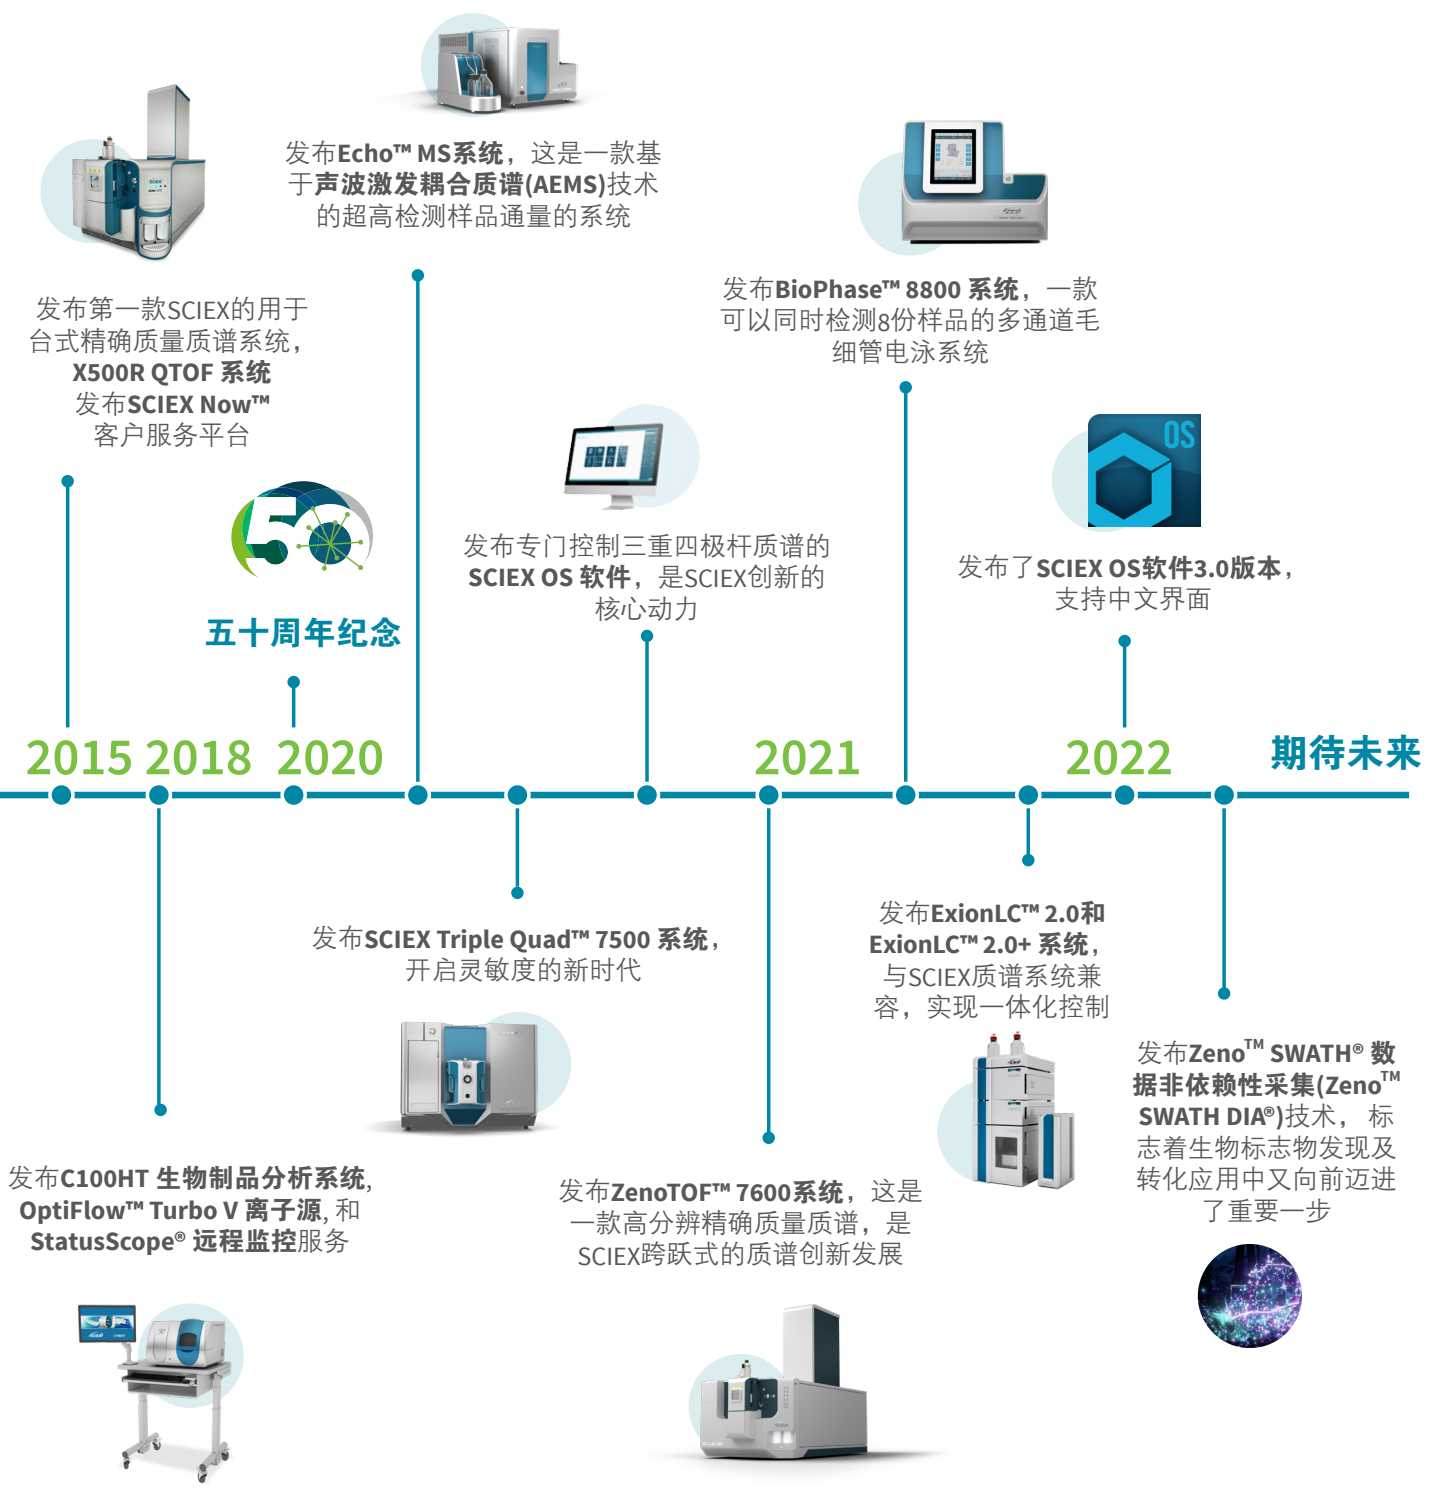 发布Echo™ MS系统，这是一款基
于声波激发耦合质谱(AEMS)技术
的超高检测样品通量的系统
发布第一款SCIEX的用于
台式精确质量质谱系统，
X500R QTOF 系统
发布SCIEX Now™
客户服务平台
发布BioPhase™ 8800 系统，一款
可以同时检测8份样品的多通道毛
细管电泳系统
50
五十周年纪念
发布专门控制三重四极杆质谱的
SCIEX OS 软件，是SCIEX创新的
核心动力
OS
发布了SCIEX OS软件3.0版本，
支持中文界面
2015 2018 2020 2021 2022 期待未来
发布SCIEX Triple Quad™ 7500 系统，
开启灵敏度的新时代
发布ExionLC™ 2.0和
ExionLC™ 2.0+ 系统，
与SCIEX质谱系统兼
容，实现一体化控制
发布Zeno™ SWATH® 数
据非依赖性采集(Zeno™
SWATH DIA®)技术， 标
志着生物标志物发现及
转化应用中又向前迈进
了重要一步
发布C100HT 生物制品分析系统,
OptiFlow™ Turbo V 离子源, 和
StatusScope® 远程监控服务
发布ZenoTOF™ 7600系统，这是
一款高分辨精确质量质谱，是
SCIEX跨跃式的质谱创新发展